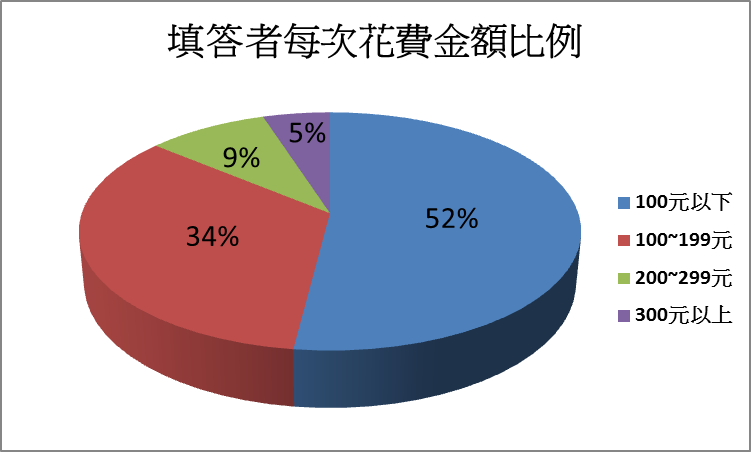 填答者每次花費金額比例
5%
9%
52%
34%
100元以下
100~199元
200~299元
300元以上